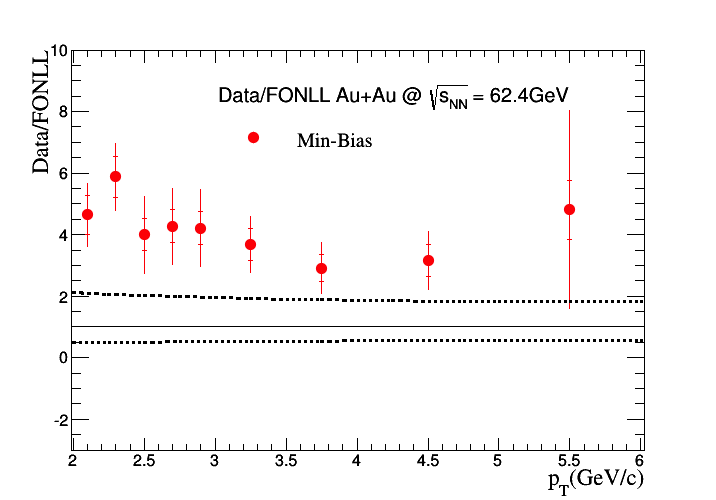 10
8
6
4
2
0
-2
Data/FONLL
Data/FONLL Au+Au @ √sNN = 62.4GeV
Min-Bias
2 2.5 3 3.5 4 4.5 5 5.5 6
pT(GeV/c)